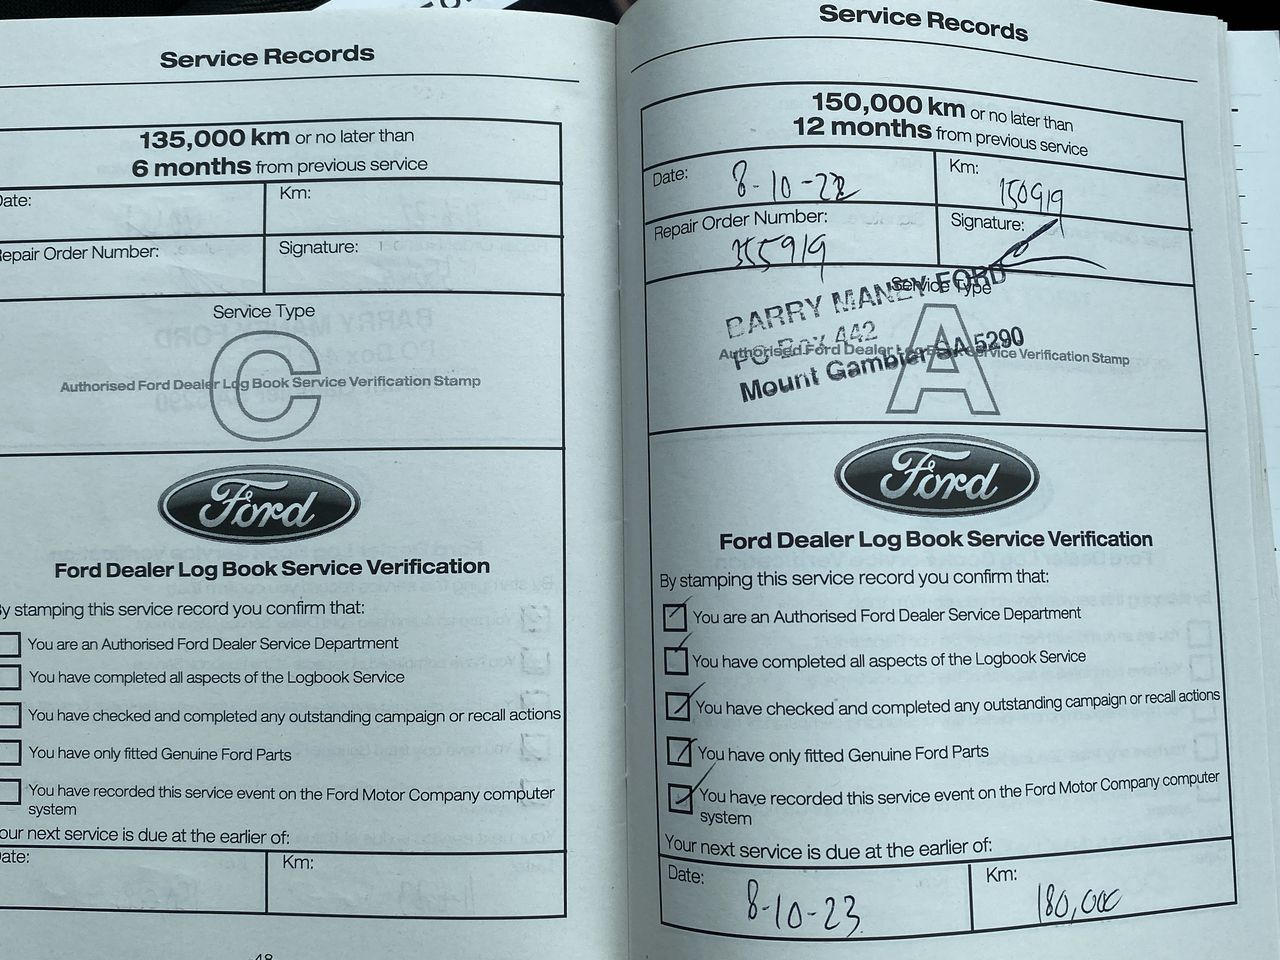 Service Records
135,000 km or no later than
6 months from previous service
ate:
Km:
epair Order Number:
Signature:
Service Type
C
Authorised Ford Dealer Log Book Service Verification Stamp
Ford
Ford Dealer Log Book Service Verification
y stamping this service record you confirm that:
You are an Authorised Ford Dealer Service Department
You have completed all aspects of the Logbook Service
You have checked and completed any outstanding campaign or recall actions
You have only fitted Genuine Ford Parts
You have recorded this service event on the Ford Motor Company computer
system
our next service is due at the earlier of:
ate:
Km:
48
Service Records
150,000 km or no later than
12 months from previous service
Date: 8-10-22
Km: 150919
Repair Order Number: 355919
Signature:
Service Type
A
BARRY MANEY FORD
PO BOX 442
Mount Gambier SA 5290
Authorised Ford Dealer Log Book Service Verification Stamp
Ford
Ford Dealer Log Book Service Verification
By stamping this service record you confirm that:
You are an Authorised Ford Dealer Service Department
You have completed all aspects of the Logbook Service
You have checked and completed any outstanding campaign or recall actions
You have only fitted Genuine Ford Parts
You have recorded this service event on the Ford Motor Company computer
system
Your next service is due at the earlier of:
Date: 8-10-23
Km: 180,000